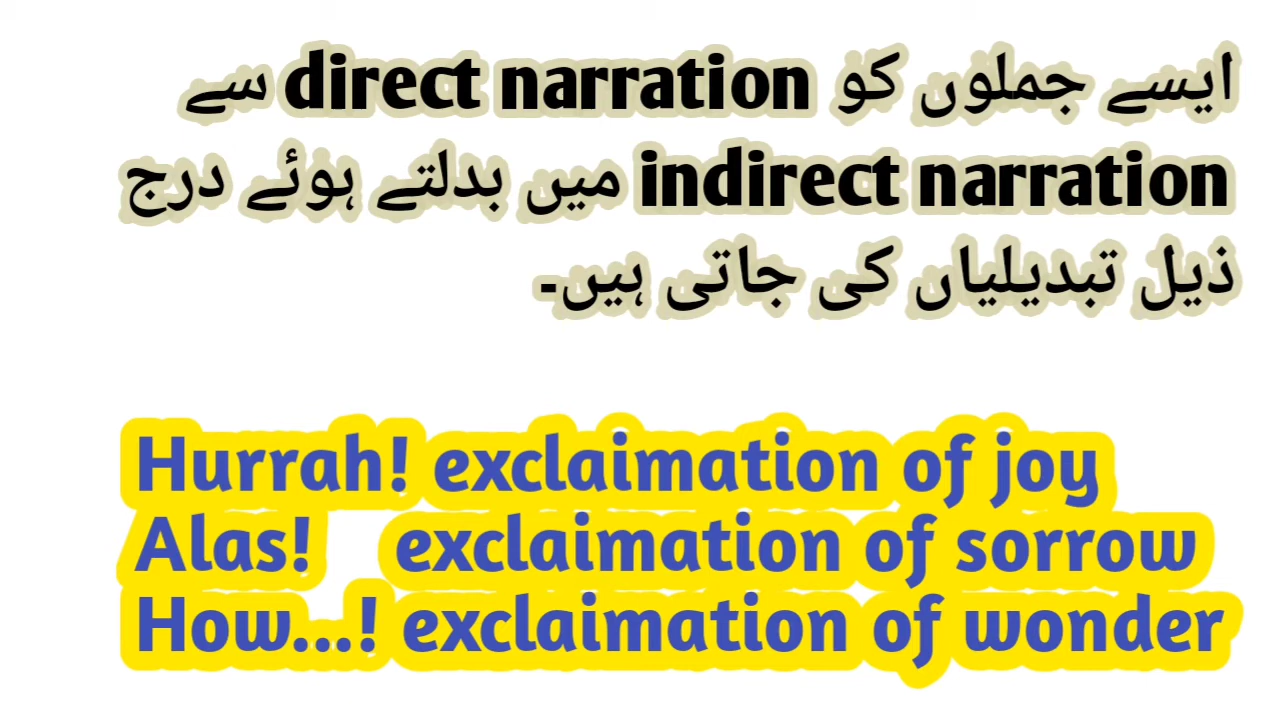 ایسے جملوں کو direct narration سے
indirect narration میں بدلتے ہوئے درج
ذیل تبدیلیاں کی جاتی ہیں۔
Hurrah! exclaimation of joy
Alas! exclaimation of sorrow
How...! exclaimation of wonder